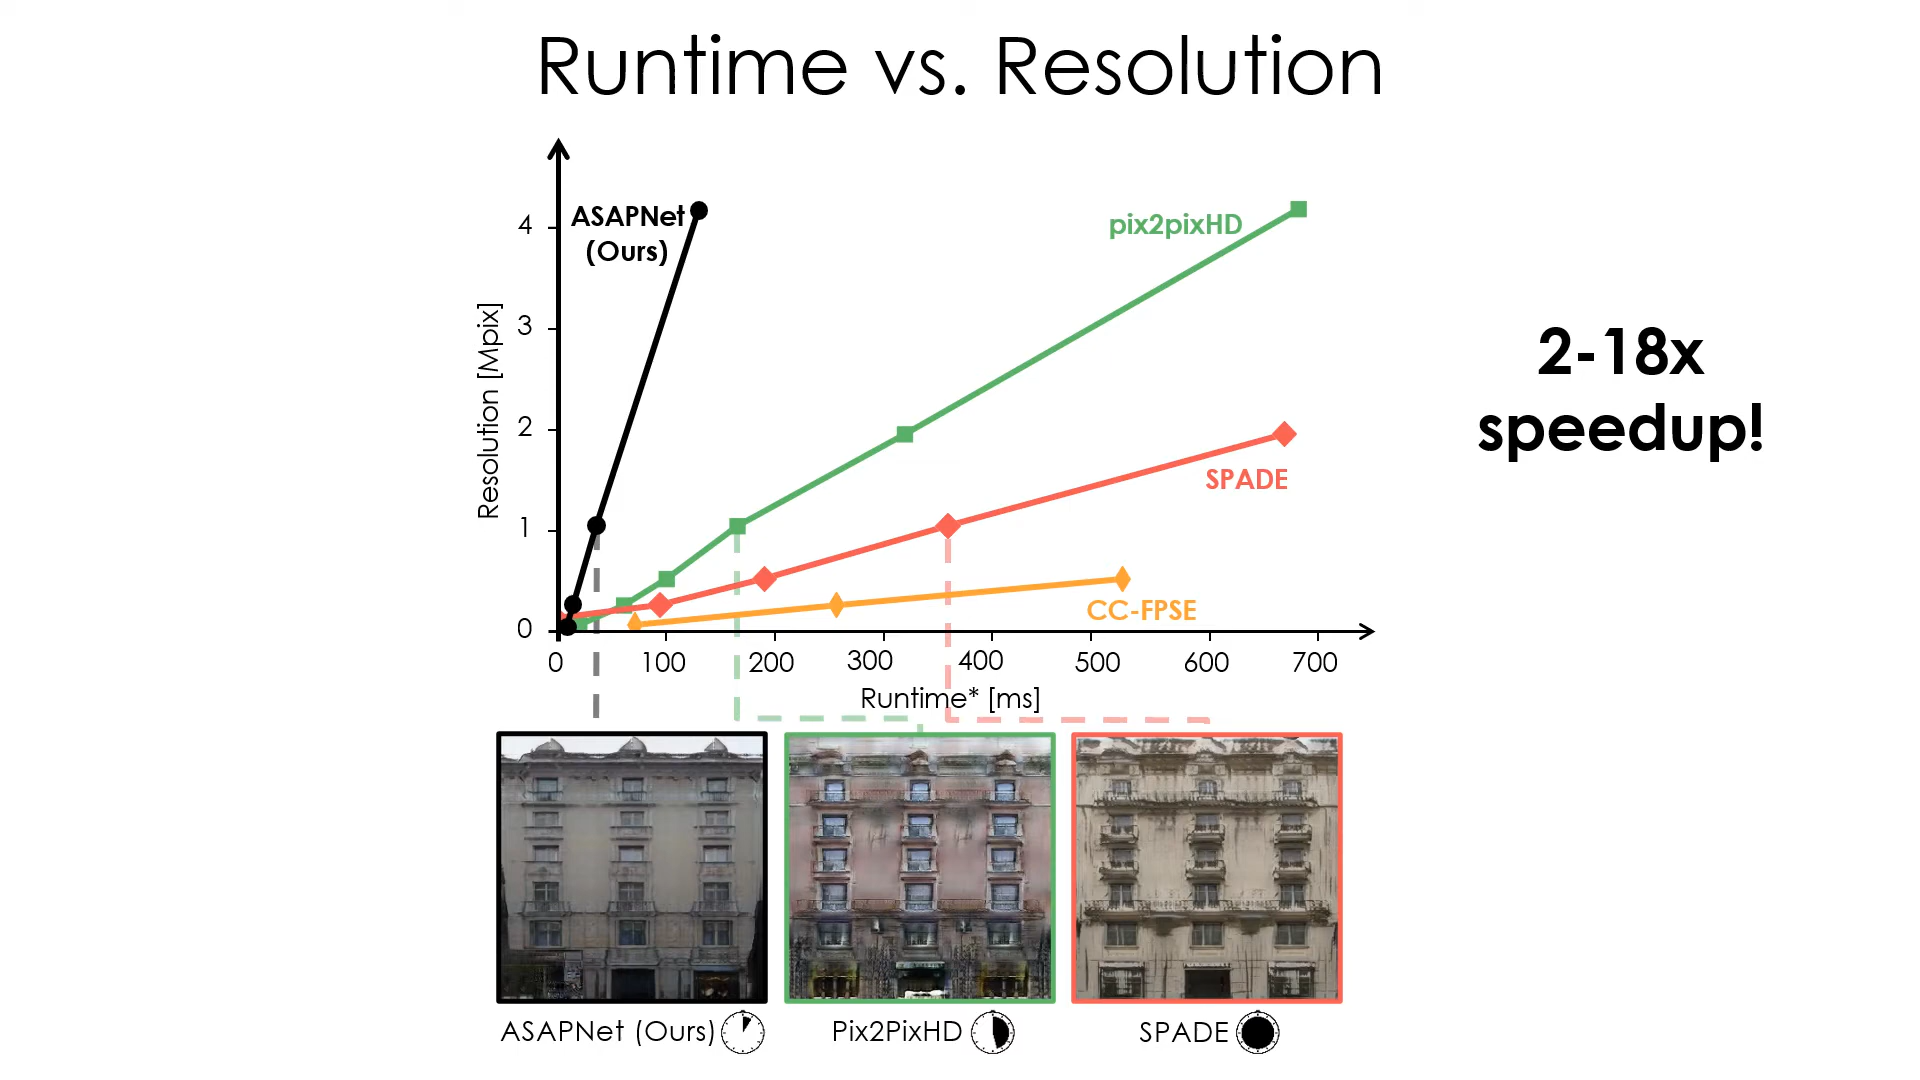 Runtime vs. Resolution
ASAPNet
(Ours)
pix2pixHD
SPADE
CC-FPSE
Resolution [Mpix]
4
3
2
1
0
0 100 200 300 400 500 600 700
Runtime* [ms]
2-18x
speedup!
ASAPNet (Ours)
Pix2PixHD
SPADE